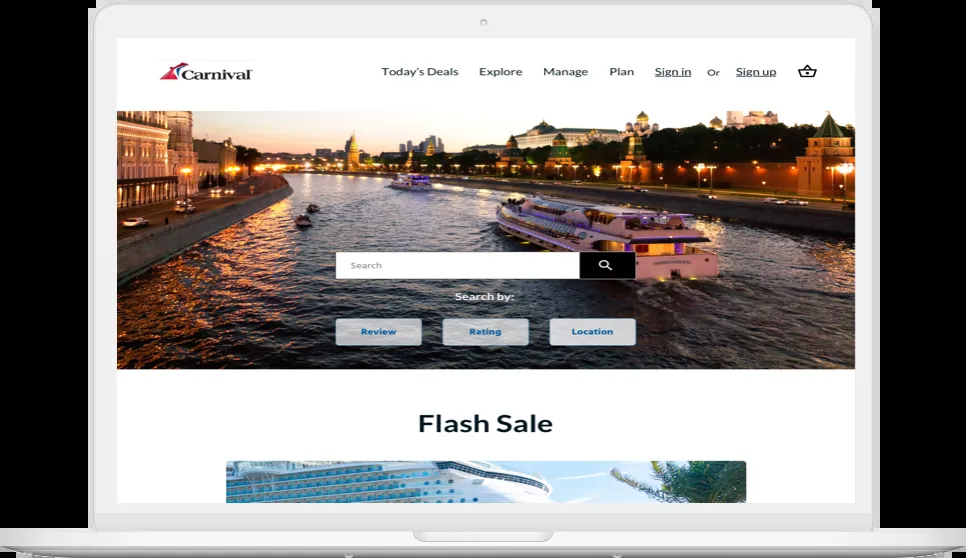 Carnival
Today's Deals Explore Manage Plan Sign in Or Sign up
Search
Search by:
Review Rating Location
Flash Sale